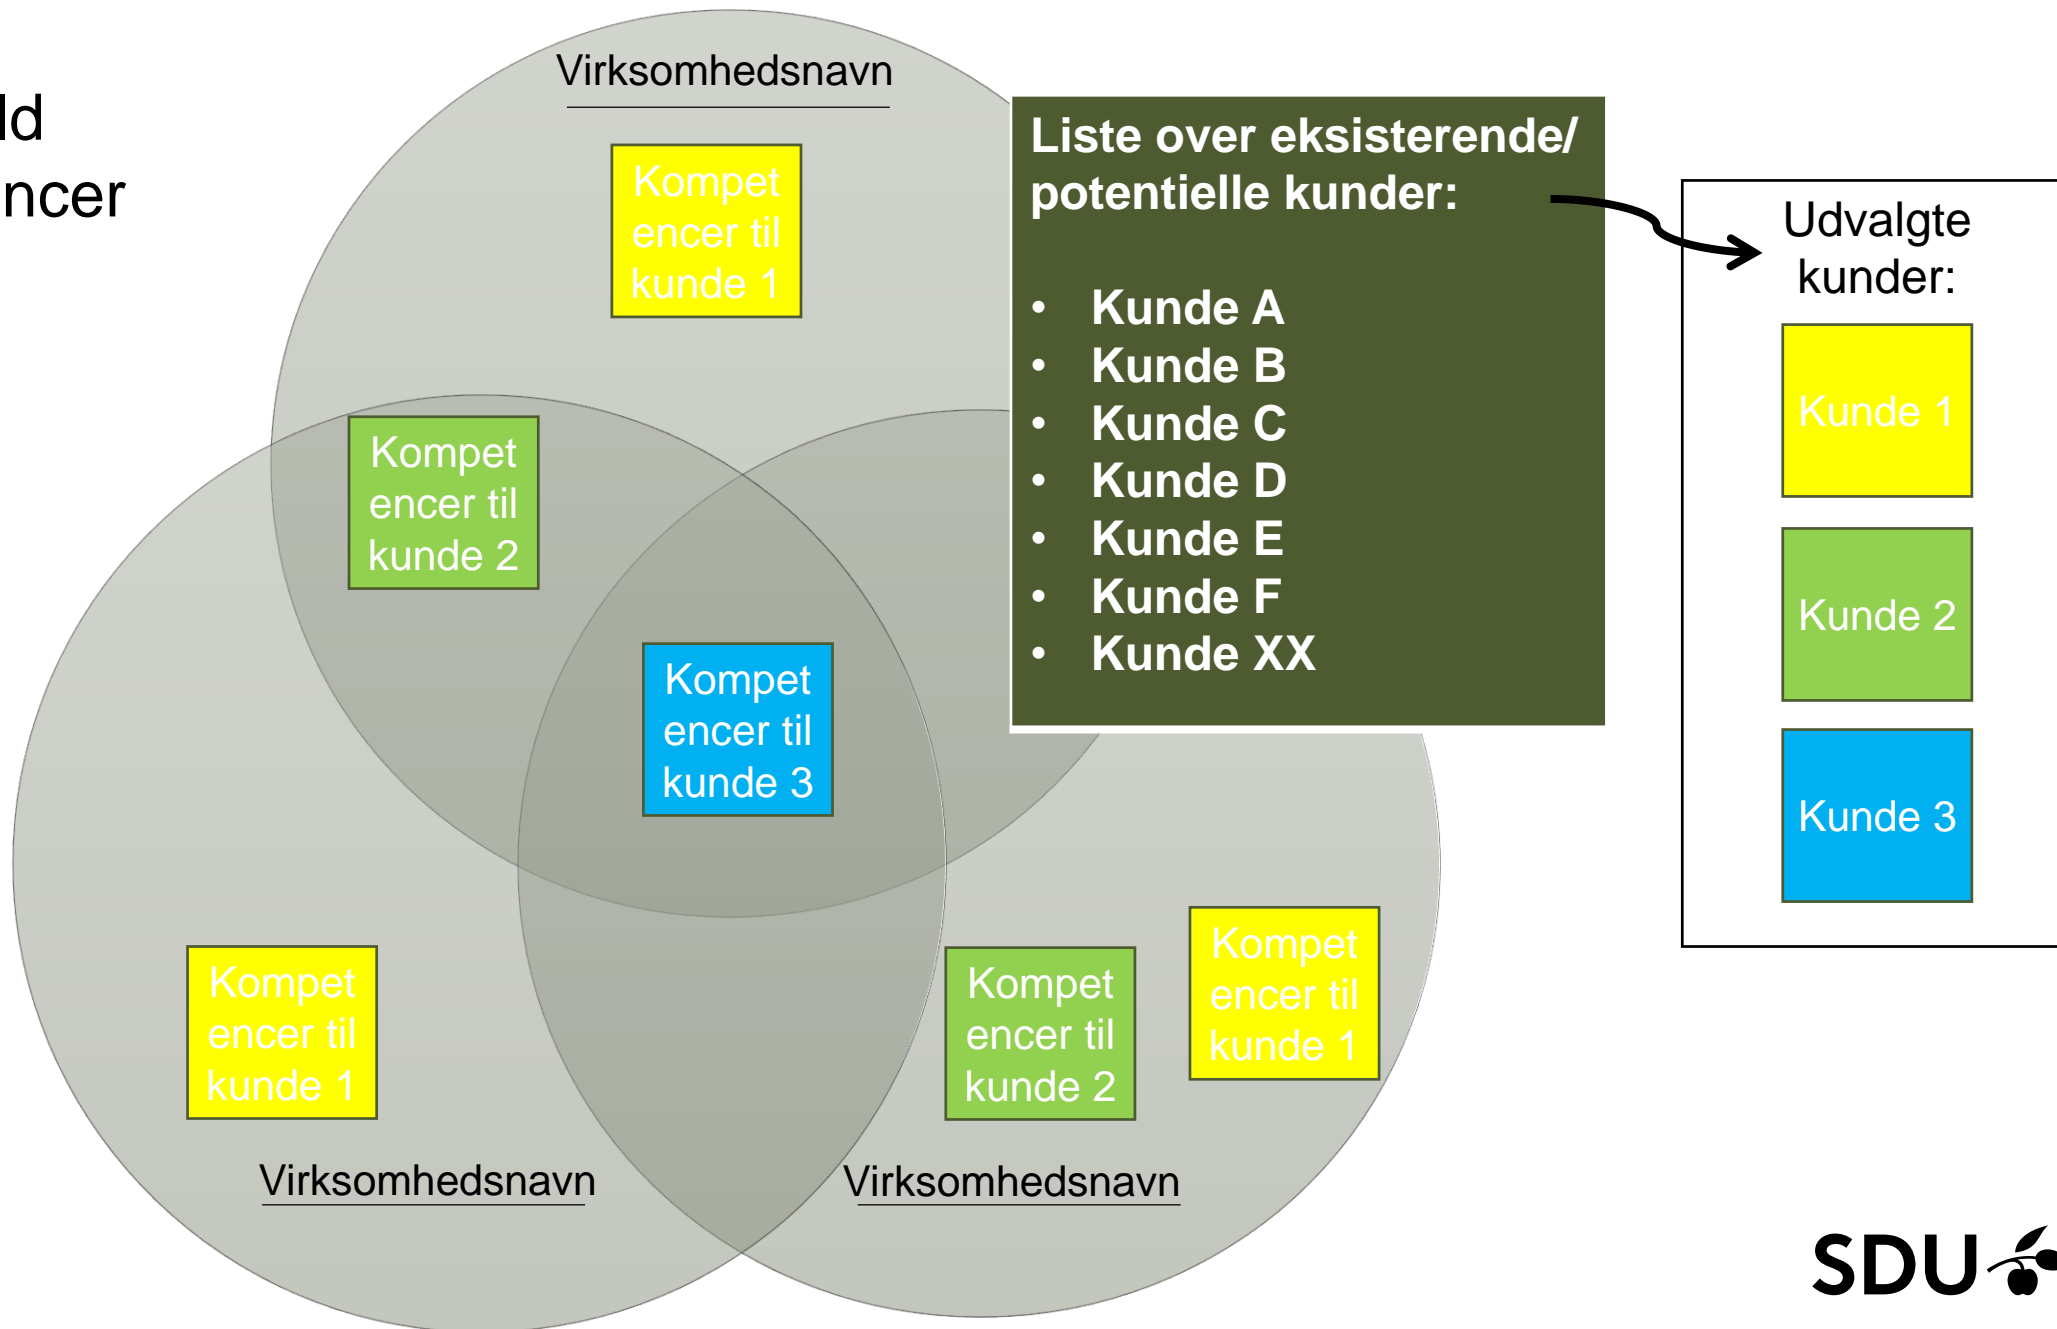 ld
ncer
Virksomhedsnavn
Kompet
encer til
kunde 1
Kompet
encer til
kunde 2
Kompet
encer til
kunde 3
Kompet
encer til
kunde 1
Kompet
encer til
kunde 2
Kompet
encer til
kunde 1
Virksomhedsnavn
Virksomhedsnavn
Liste over eksisterende/
potentielle kunder:
• Kunde A
• Kunde B
• Kunde C
• Kunde D
• Kunde E
• Kunde F
• Kunde XX
Udvalgte
kunder:
Kunde 1
Kunde 2
Kunde 3
SDU